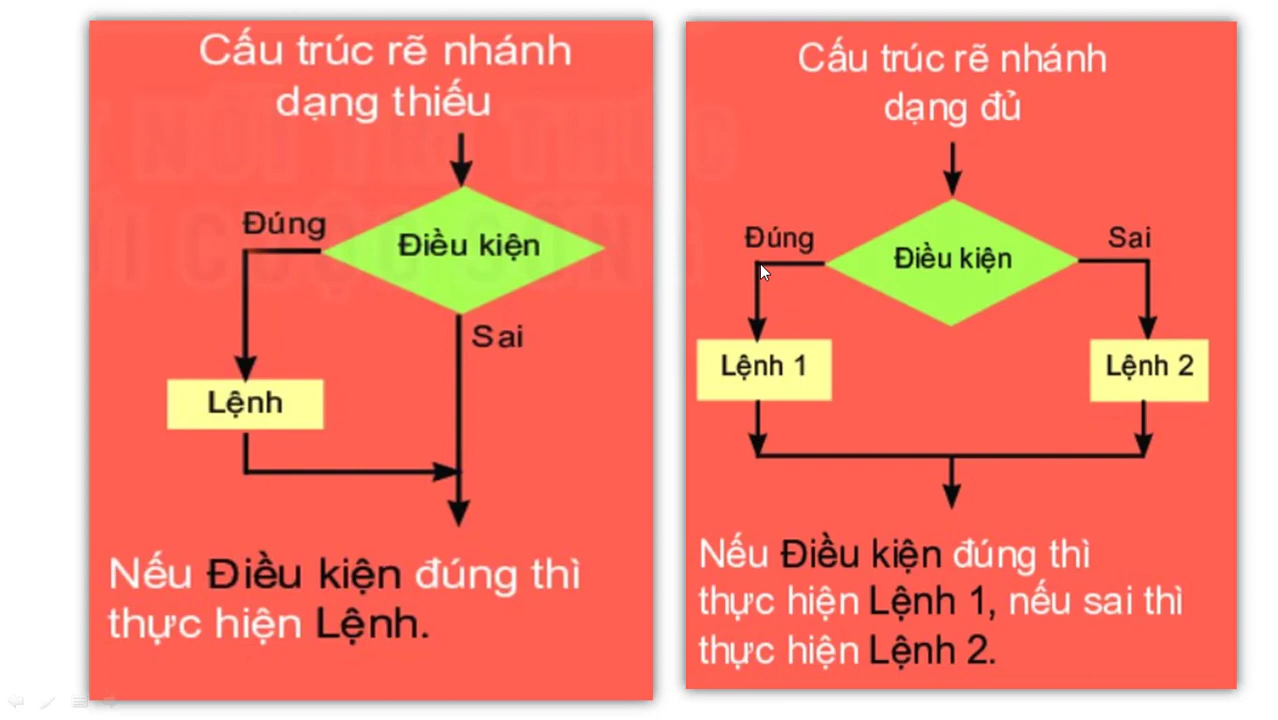 Cấu trúc rẽ nhánh
dạng thiếu
Đúng
Điều kiện
Sai
Lệnh
Nếu Điều kiện đúng thì
thực hiện Lệnh.
Cấu trúc rẽ nhánh
dạng đủ
Đúng
Điều kiện
Sai
Lệnh 1
Lệnh 2
Nếu Điều kiện đúng thì
thực hiện Lệnh 1, nếu sai thì
thực hiện Lệnh 2.